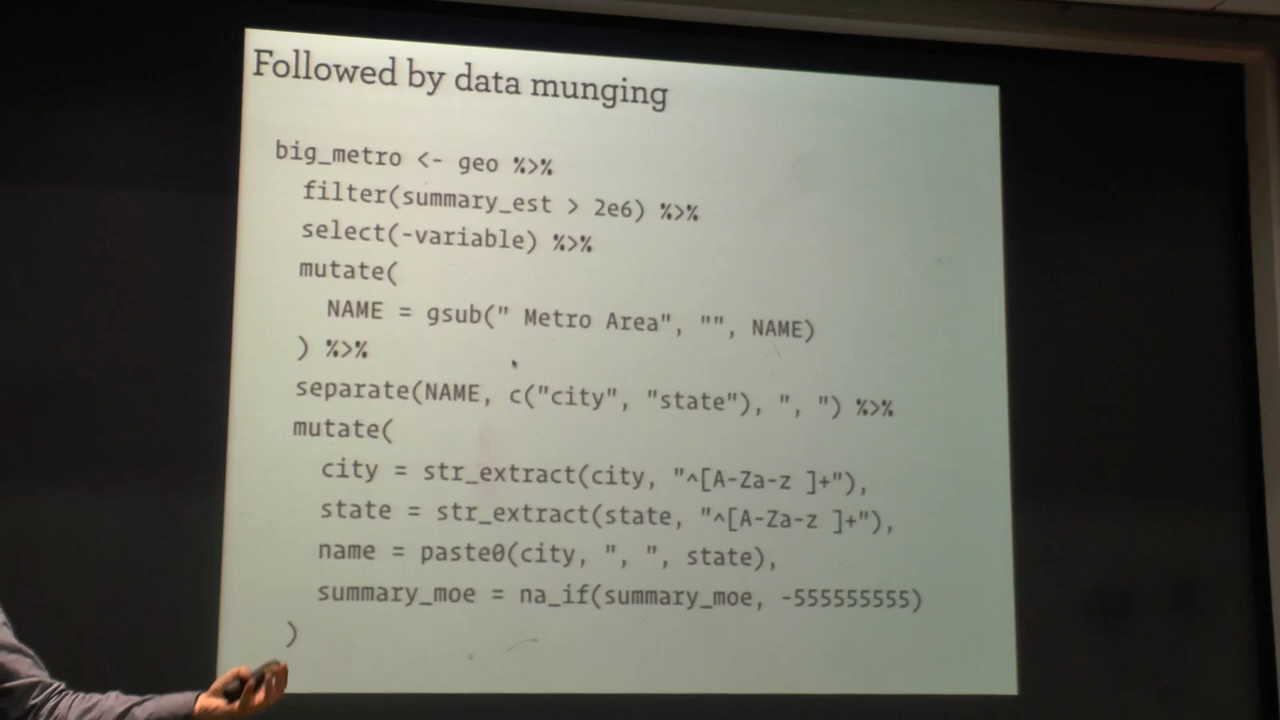 Followed by data munging
big_metro <- geo %>%
filter(summary_est > 2e6) %>%
select(-variable) %>%
mutate(
NAME = gsub(" Metro Area", "", NAME)
) %>%
separate(NAME, c("city", "state"), ", ") %>%
mutate(
city = str_extract(city, "^[A-Za-z ]+"),
state = str_extract(state, "^[A-Za-z ]+"),
name = paste0(city, ", ", state),
summary_moe = na_if(summary_moe, -555555555)
)